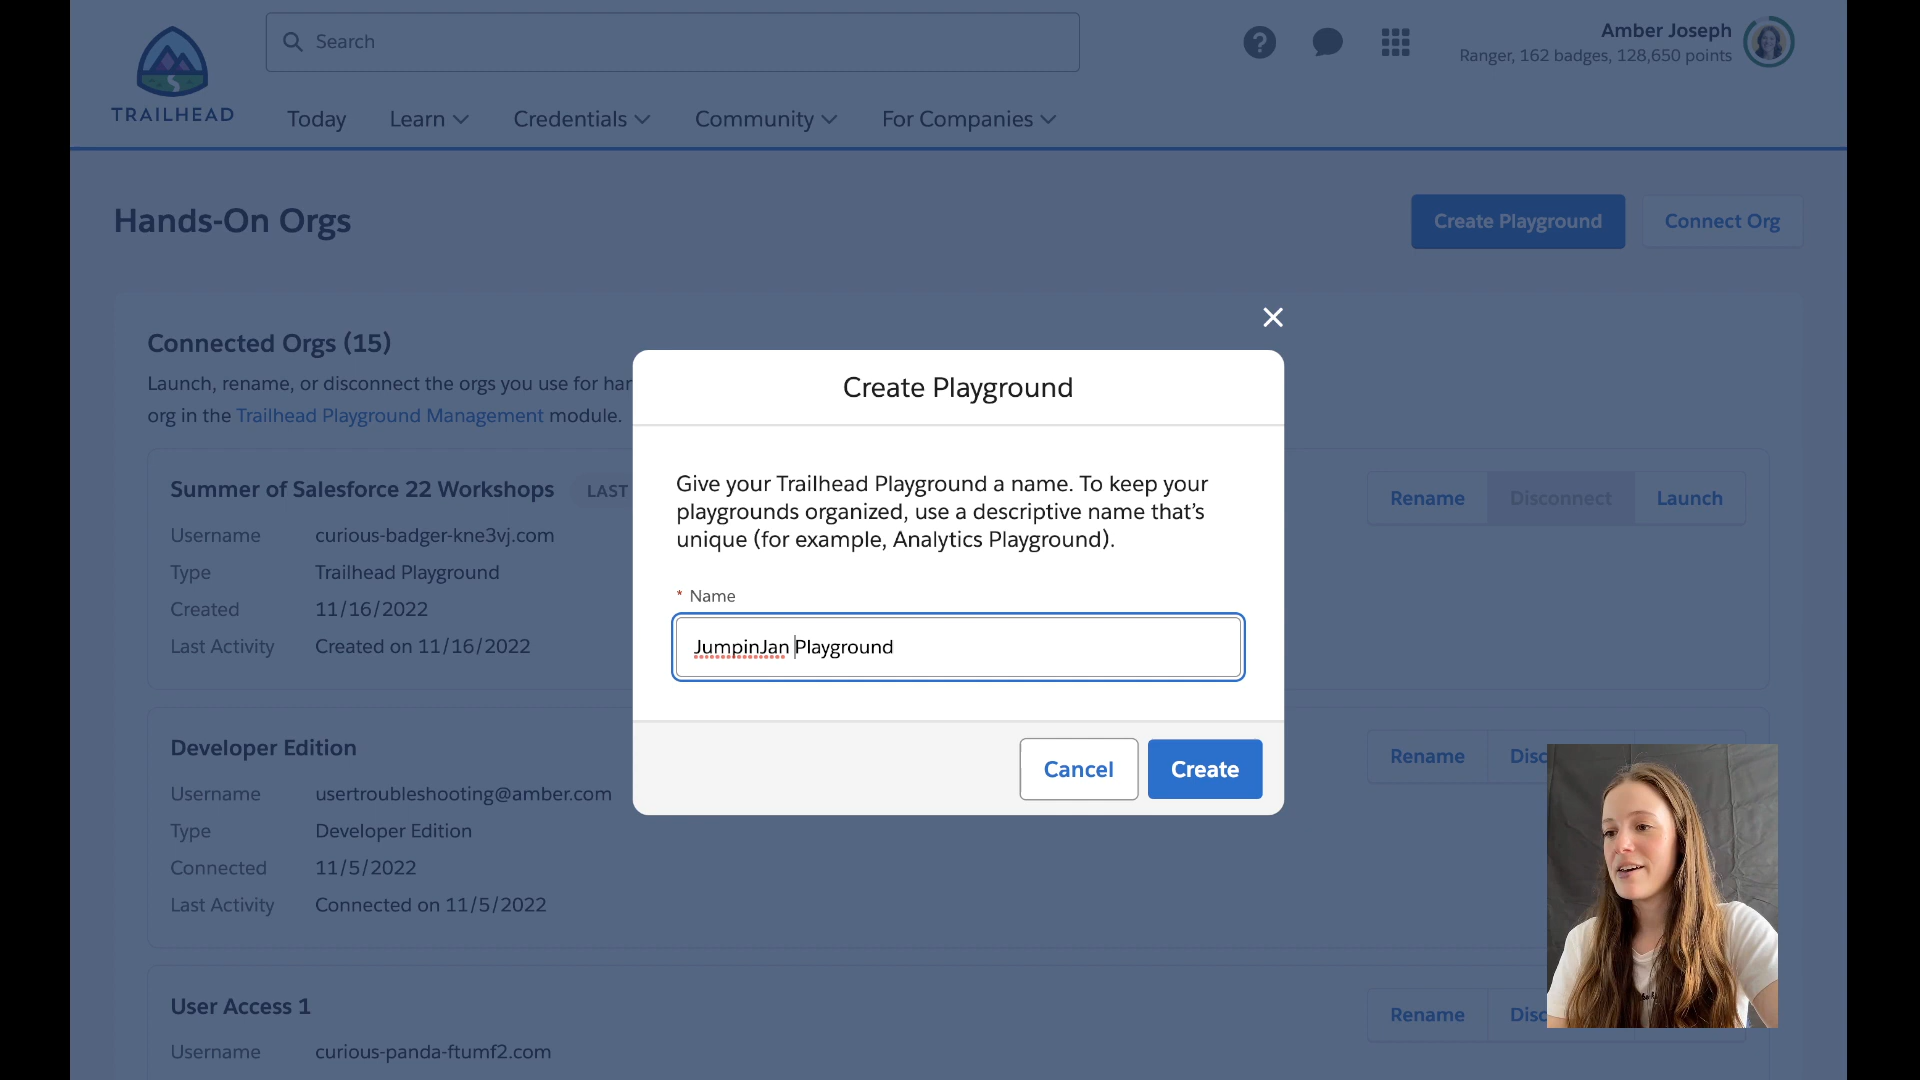 Search
Amber Joseph
Ranger, 162 badges, 128,650 points
TRAILHEAD
Today
Learn
Credentials
Community
For Companies
Hands-On Orgs
Create Playground
Connect Org
Connected Orgs (15)
Launch, rename, or disconnect the orgs you use for har
org in the Trailhead Playground Management module.
Summer of Salesforce 22 Workshops
LAST
Rename
Disconnect
Launch
Username curious-badger-kne3vj.com
Type Trailhead Playground
Created 11/16/2022
Last Activity Created on 11/16/2022
Create Playground
Give your Trailhead Playground a name. To keep your
playgrounds organized, use a descriptive name that's
unique (for example, Analytics Playground).
* Name
JumpinJan Playground
Cancel
Create
Developer Edition
Rename
Disc
Username usertroubleshooting@amber.com
Type Developer Edition
Connected 11/5/2022
Last Activity Connected on 11/5/2022
User Access 1
Rename
Disc
Username curious-panda-ftumf2.com